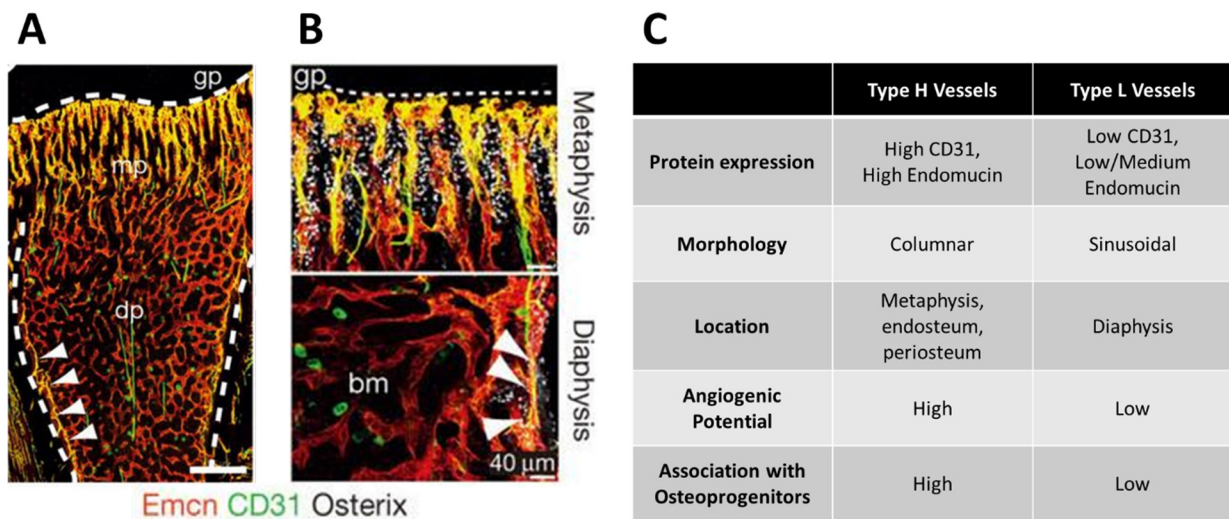 A
B
C
gp
mp
dp
gp
bm
40 µm
Metaphysis
Diaphysis
Emcn CD31 Osterix
Type H Vessels
Type L Vessels
Protein expression
High CD31,
High Endomucin
Low CD31,
Low/Medium
Endomucin
Morphology
Columnar
Sinusoidal
Location
Metaphysis,
endosteum,
periosteum
Diaphysis
Angiogenic
Potential
High
Low
Association with
Osteoprogenitors
High
Low